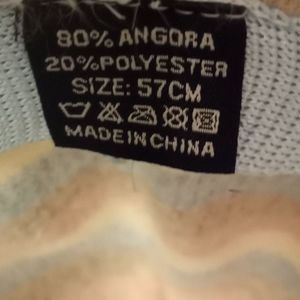 80% ANGORA
20%POLYESTER
SIZE: 57CM
MADEINCHINA